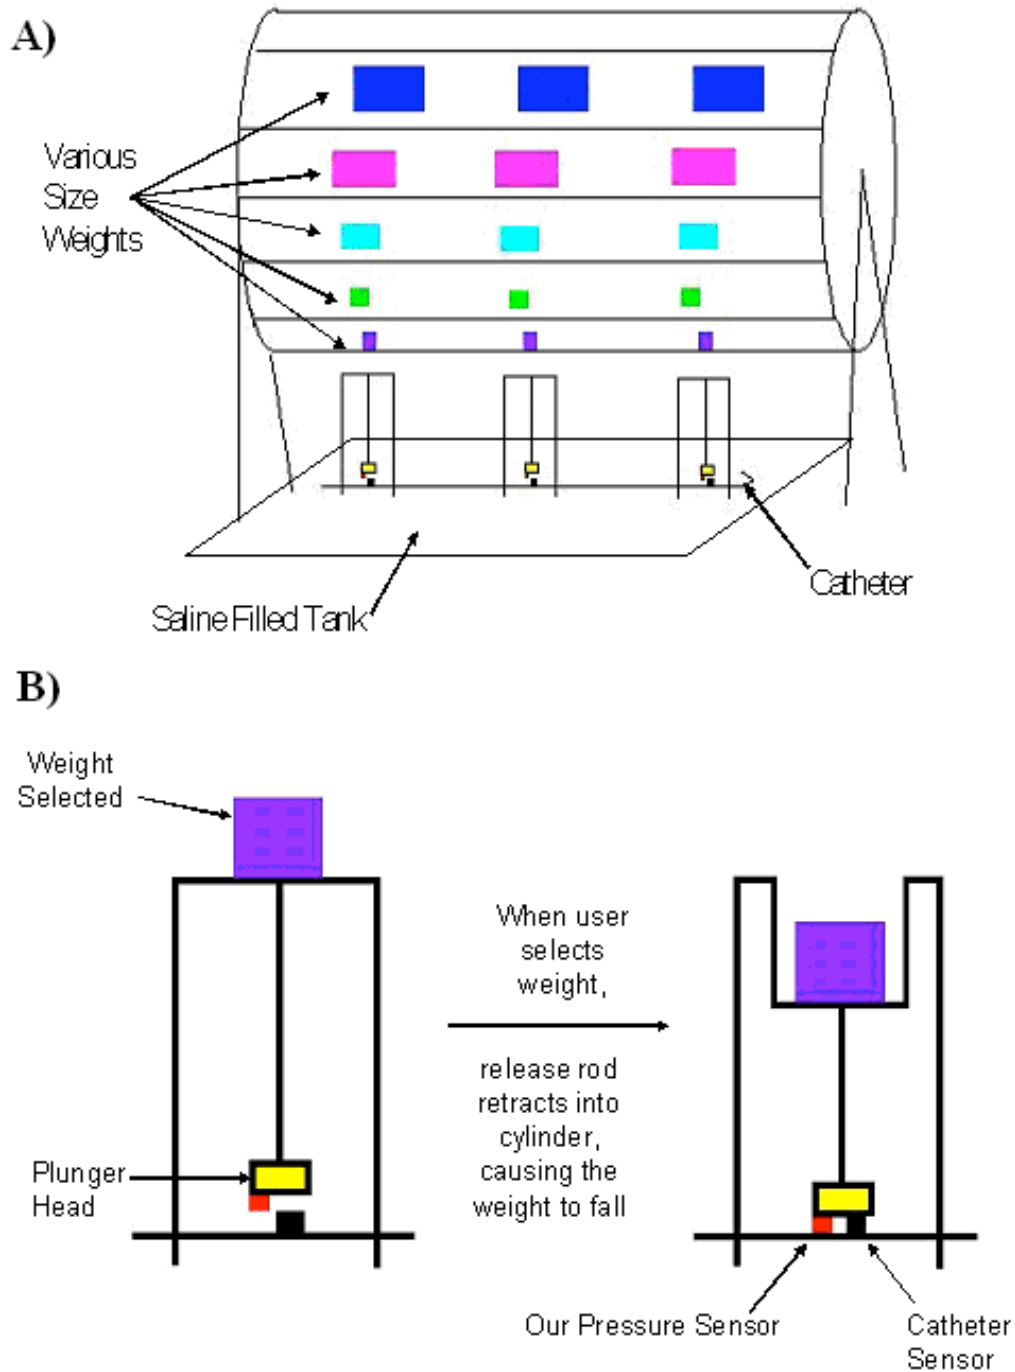 A)
Various
Size
Weights
Catheter
Saline Filled Tank
B)
Weight
Selected
When user
selects
weight,
release rod
retracts into
cylinder,
causing the
weight to fall
Plunger
Head
Our Pressure Sensor
Catheter
Sensor